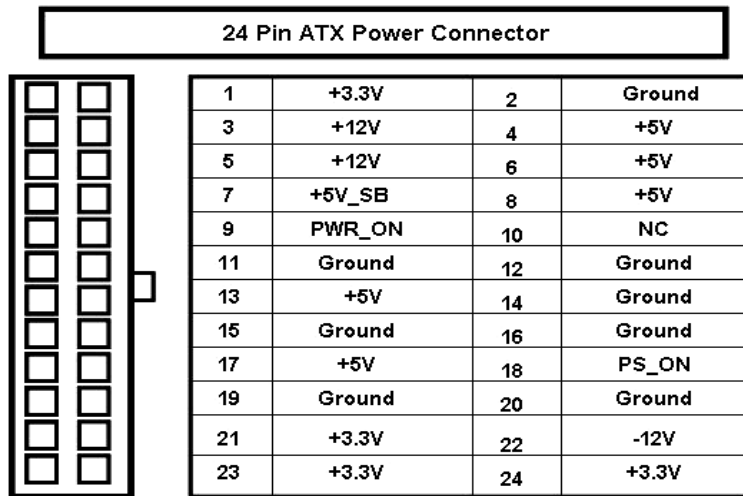 24 Pin ATX Power Connector
1 +3.3V 2 Ground
3 +12V 4 +5V
5 +12V 6 +5V
7 +5V_SB 8 +5V
9 PWR_ON 10 NC
11 Ground 12 Ground
13 +5V 14 Ground
15 Ground 16 Ground
17 +5V 18 PS_ON
19 Ground 20 Ground
21 +3.3V 22 -12V
23 +3.3V 24 +3.3V